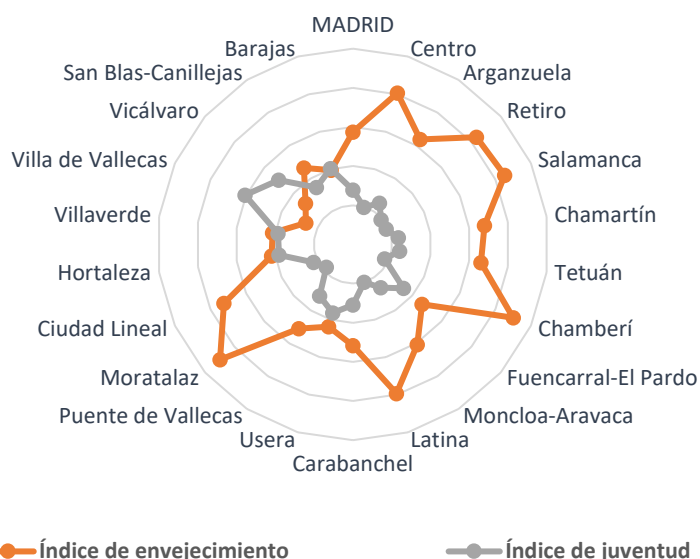 MADRID
Centro
Arganzuela
Retiro
Salamanca
Chamartín
Tetuán
Chamberí
Fuencarral-El Pardo
Moncloa-Aravaca
Latina
Carabanchel
Usera
Puente de Vallecas
Moratalaz
Ciudad Lineal
Hortaleza
Villaverde
Villa de Vallecas
Vicálvaro
San Blas-Canillejas
Barajas
Índice de envejecimiento
Índice de juventud